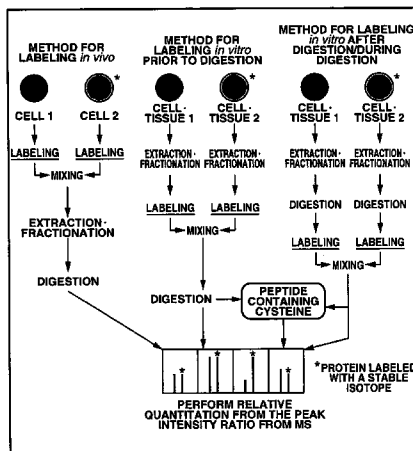 METHOD FOR
LABELING in vivo
CELL 1
CELL 2
*
LABELING
LABELING
MIXING
EXTRACTION·
FRACTIONATION
DIGESTION
METHOD FOR
LABELING in vitro
PRIOR TO DIGESTION
*
CELL·
TISSUE 1
CELL·
TISSUE 2
EXTRACTION·
FRACTIONATION
EXTRACTION·
FRACTIONATION
LABELING
LABELING
MIXING
DIGESTION
METHOD FOR LABELING
in vitro AFTER
DIGESTION/DURING
DIGESTION
*
CELL·
TISSUE 1
CELL·
TISSUE 2
EXTRACTION·
FRACTIONATION
EXTRACTION·
FRACTIONATION
DIGESTION
DIGESTION
LABELING
LABELING
MIXING
PEPTIDE
CONTAINING
CYSTEINE
* * * *
*PROTEIN LABELED
WITH A STABLE
ISOTOPE
PERFORM RELATIVE
QUANTITATION FROM THE PEAK
INTENSITY RATIO FROM MS